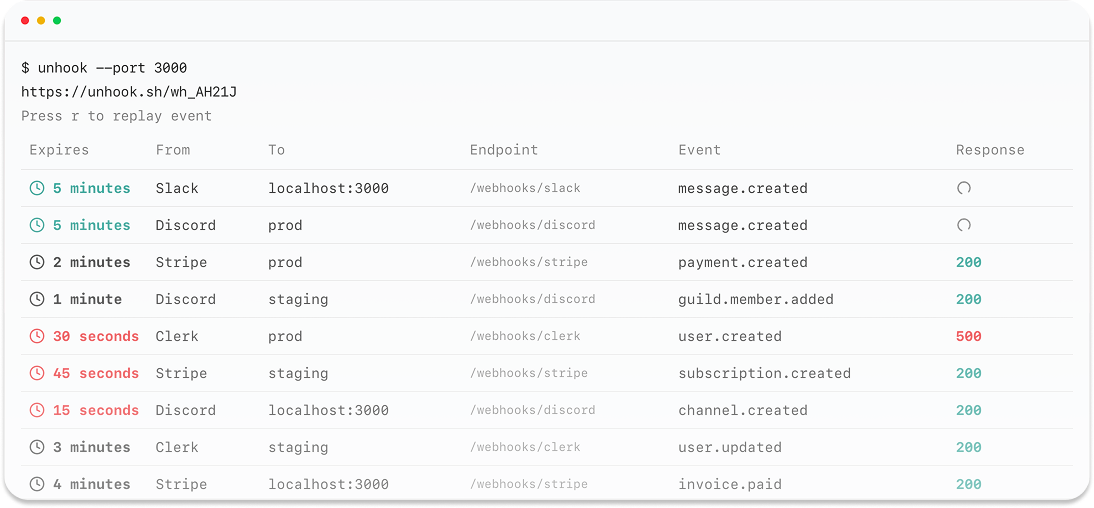 $ unhook --port 3000
https://unhook.sh/wh_AH21J
Press r to replay event
Expires From To Endpoint Event Response
5 minutes Slack localhost:3000 /webhooks/slack message.created
5 minutes Discord prod /webhooks/discord message.created
2 minutes Stripe prod /webhooks/stripe payment.created 200
1 minute Discord staging /webhooks/discord guild.member.added 200
30 seconds Clerk prod /webhooks/clerk user.created 500
45 seconds Stripe staging /webhooks/stripe subscription.created 200
15 seconds Discord localhost:3000 /webhooks/discord channel.created 200
3 minutes Clerk staging /webhooks/clerk user.updated 200
4 minutes Stripe localhost:3000 /webhooks/stripe invoice.paid 200